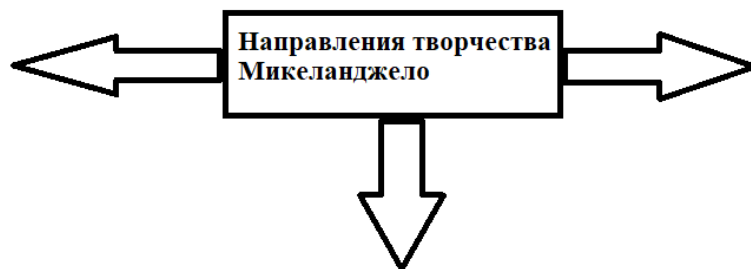 Направления творчества
Микеланджело